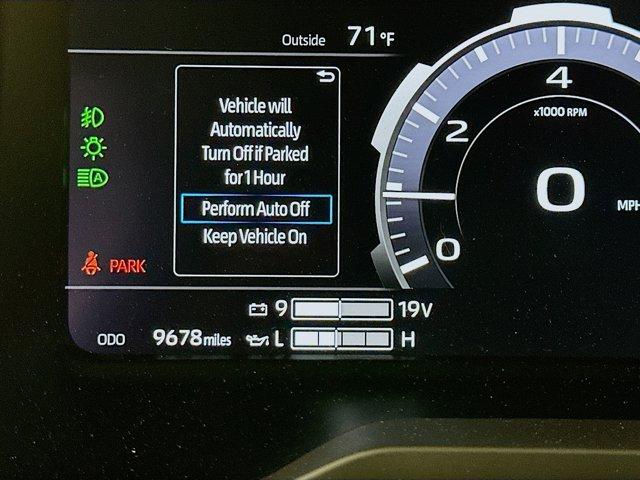 Outside 71°F
Vehicle will
Automatically
Turn Off if Parked
for 1 Hour
Perform Auto Off
Keep Vehicle On
4
x1000 RPM
2
0
0
MPH
A
PARK
9 19V
ODO 9678 miles L H